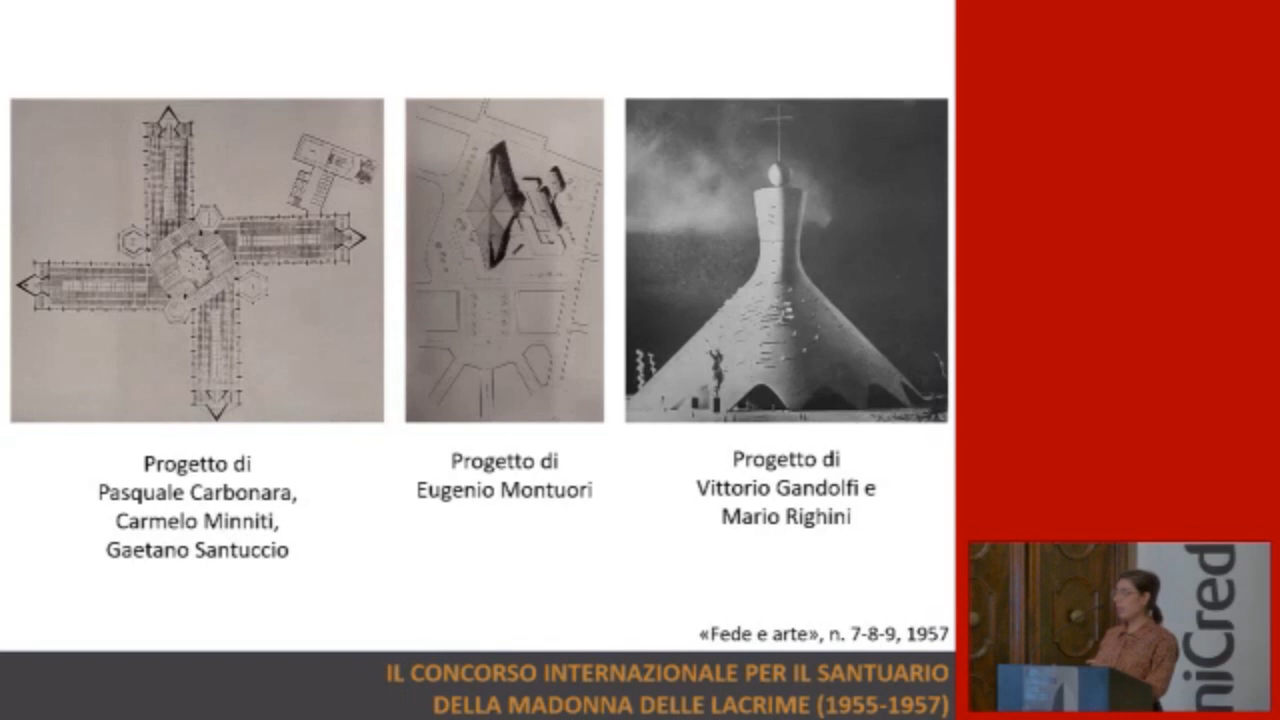 Progetto di
Pasquale Carbonara,
Carmelo Minniti,
Gaetano Santuccio
Progetto di
Eugenio Montuori
Progetto di
Vittorio Gandolfi e
Mario Righini
«Fede e arte», n. 7-8-9, 1957
IL CONCORSO INTERNAZIONALE PER IL SANTUARIO
DELLA MADONNA DELLE LACRIME (1955-1957)
niCred